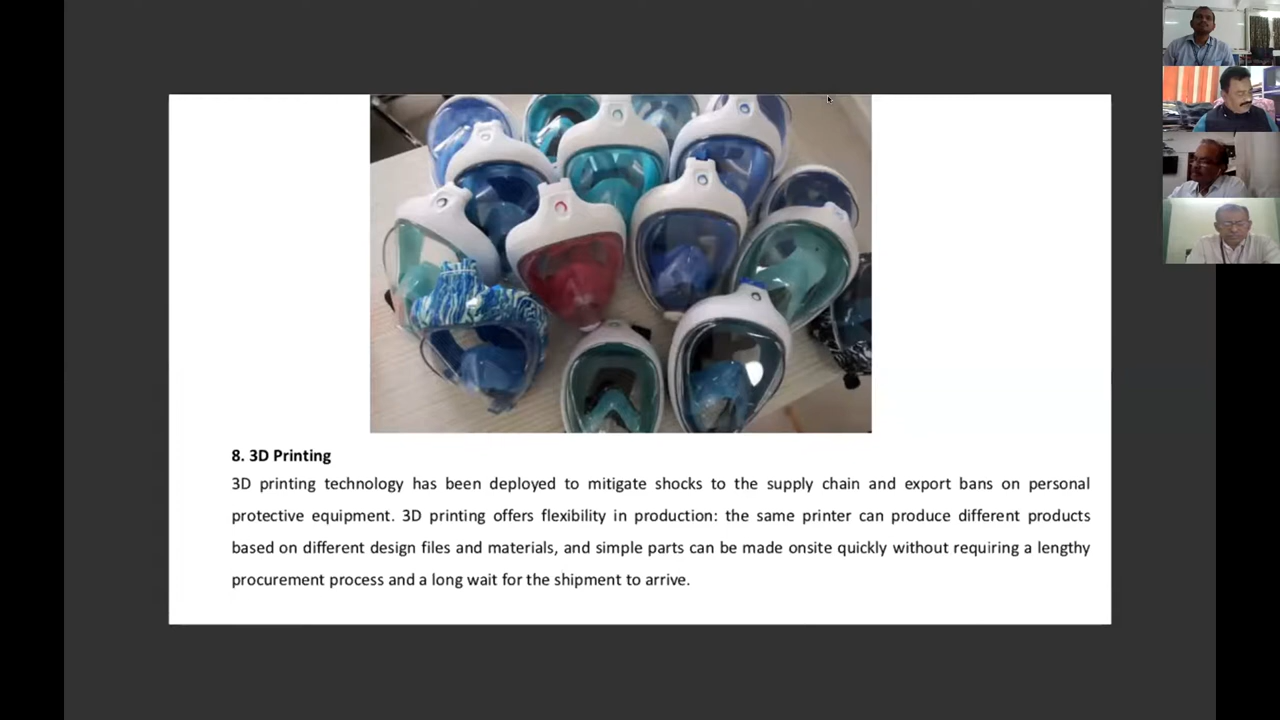 8. 3D Printing
3D printing technology has been deployed to mitigate shocks to the supply chain and export bans on personal
protective equipment. 3D printing offers flexibility in production: the same printer can produce different products
based on different design files and materials, and simple parts can be made onsite quickly without requiring a lengthy
procurement process and a long wait for the shipment to arrive.